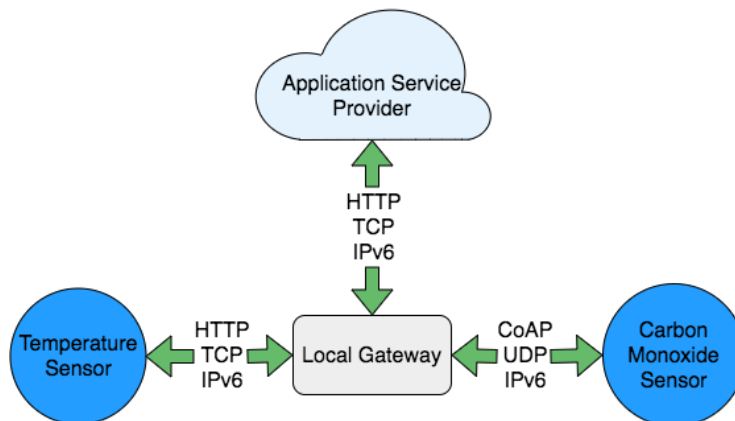 Application Service
Provider
HTTP
TCP
IPv6
Temperature
Sensor
HTTP
TCP
IPv6
Local Gateway
CoAP
UDP
IPv6
Carbon
Monoxide
Sensor